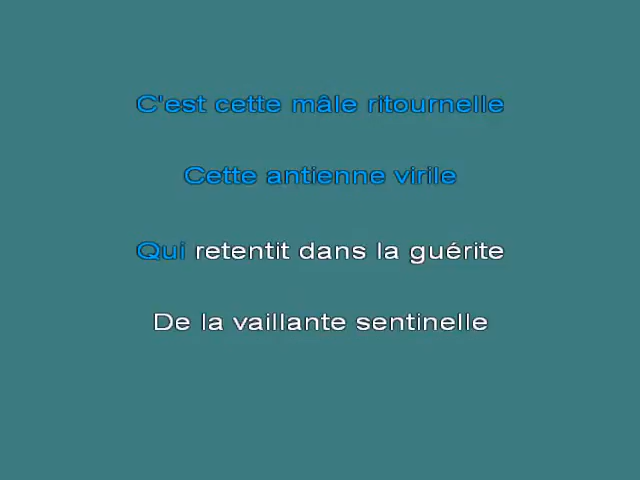 C'est cette mâle ritournelle
Cette antienne virile
Qui retentit dans la guérite
De la vaillante sentinelle